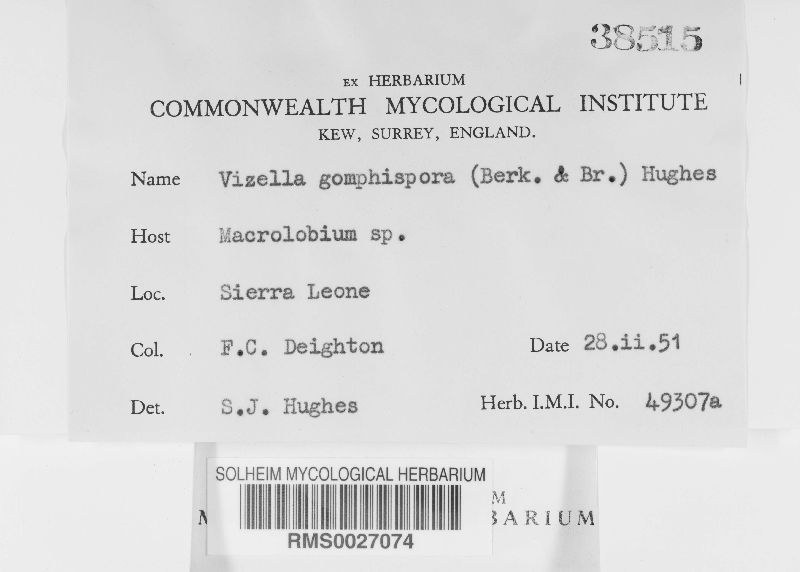 38515
EX HERBARIUM
COMMONWEALTH MYCOLOGICAL INSTITUTE
KEW, SURREY, ENGLAND.
Name Vizella gomphispora (Berk. & Br.) Hughes
Host Macrolobium sp.
Loc. Sierra Leone
Col. F.C. Deighton Date 28.ii.51
Det. S.J. Hughes Herb. I.M.I. No. 49307a
SOLHEIM MYCOLOGICAL HERBARIUM
RMS0027074